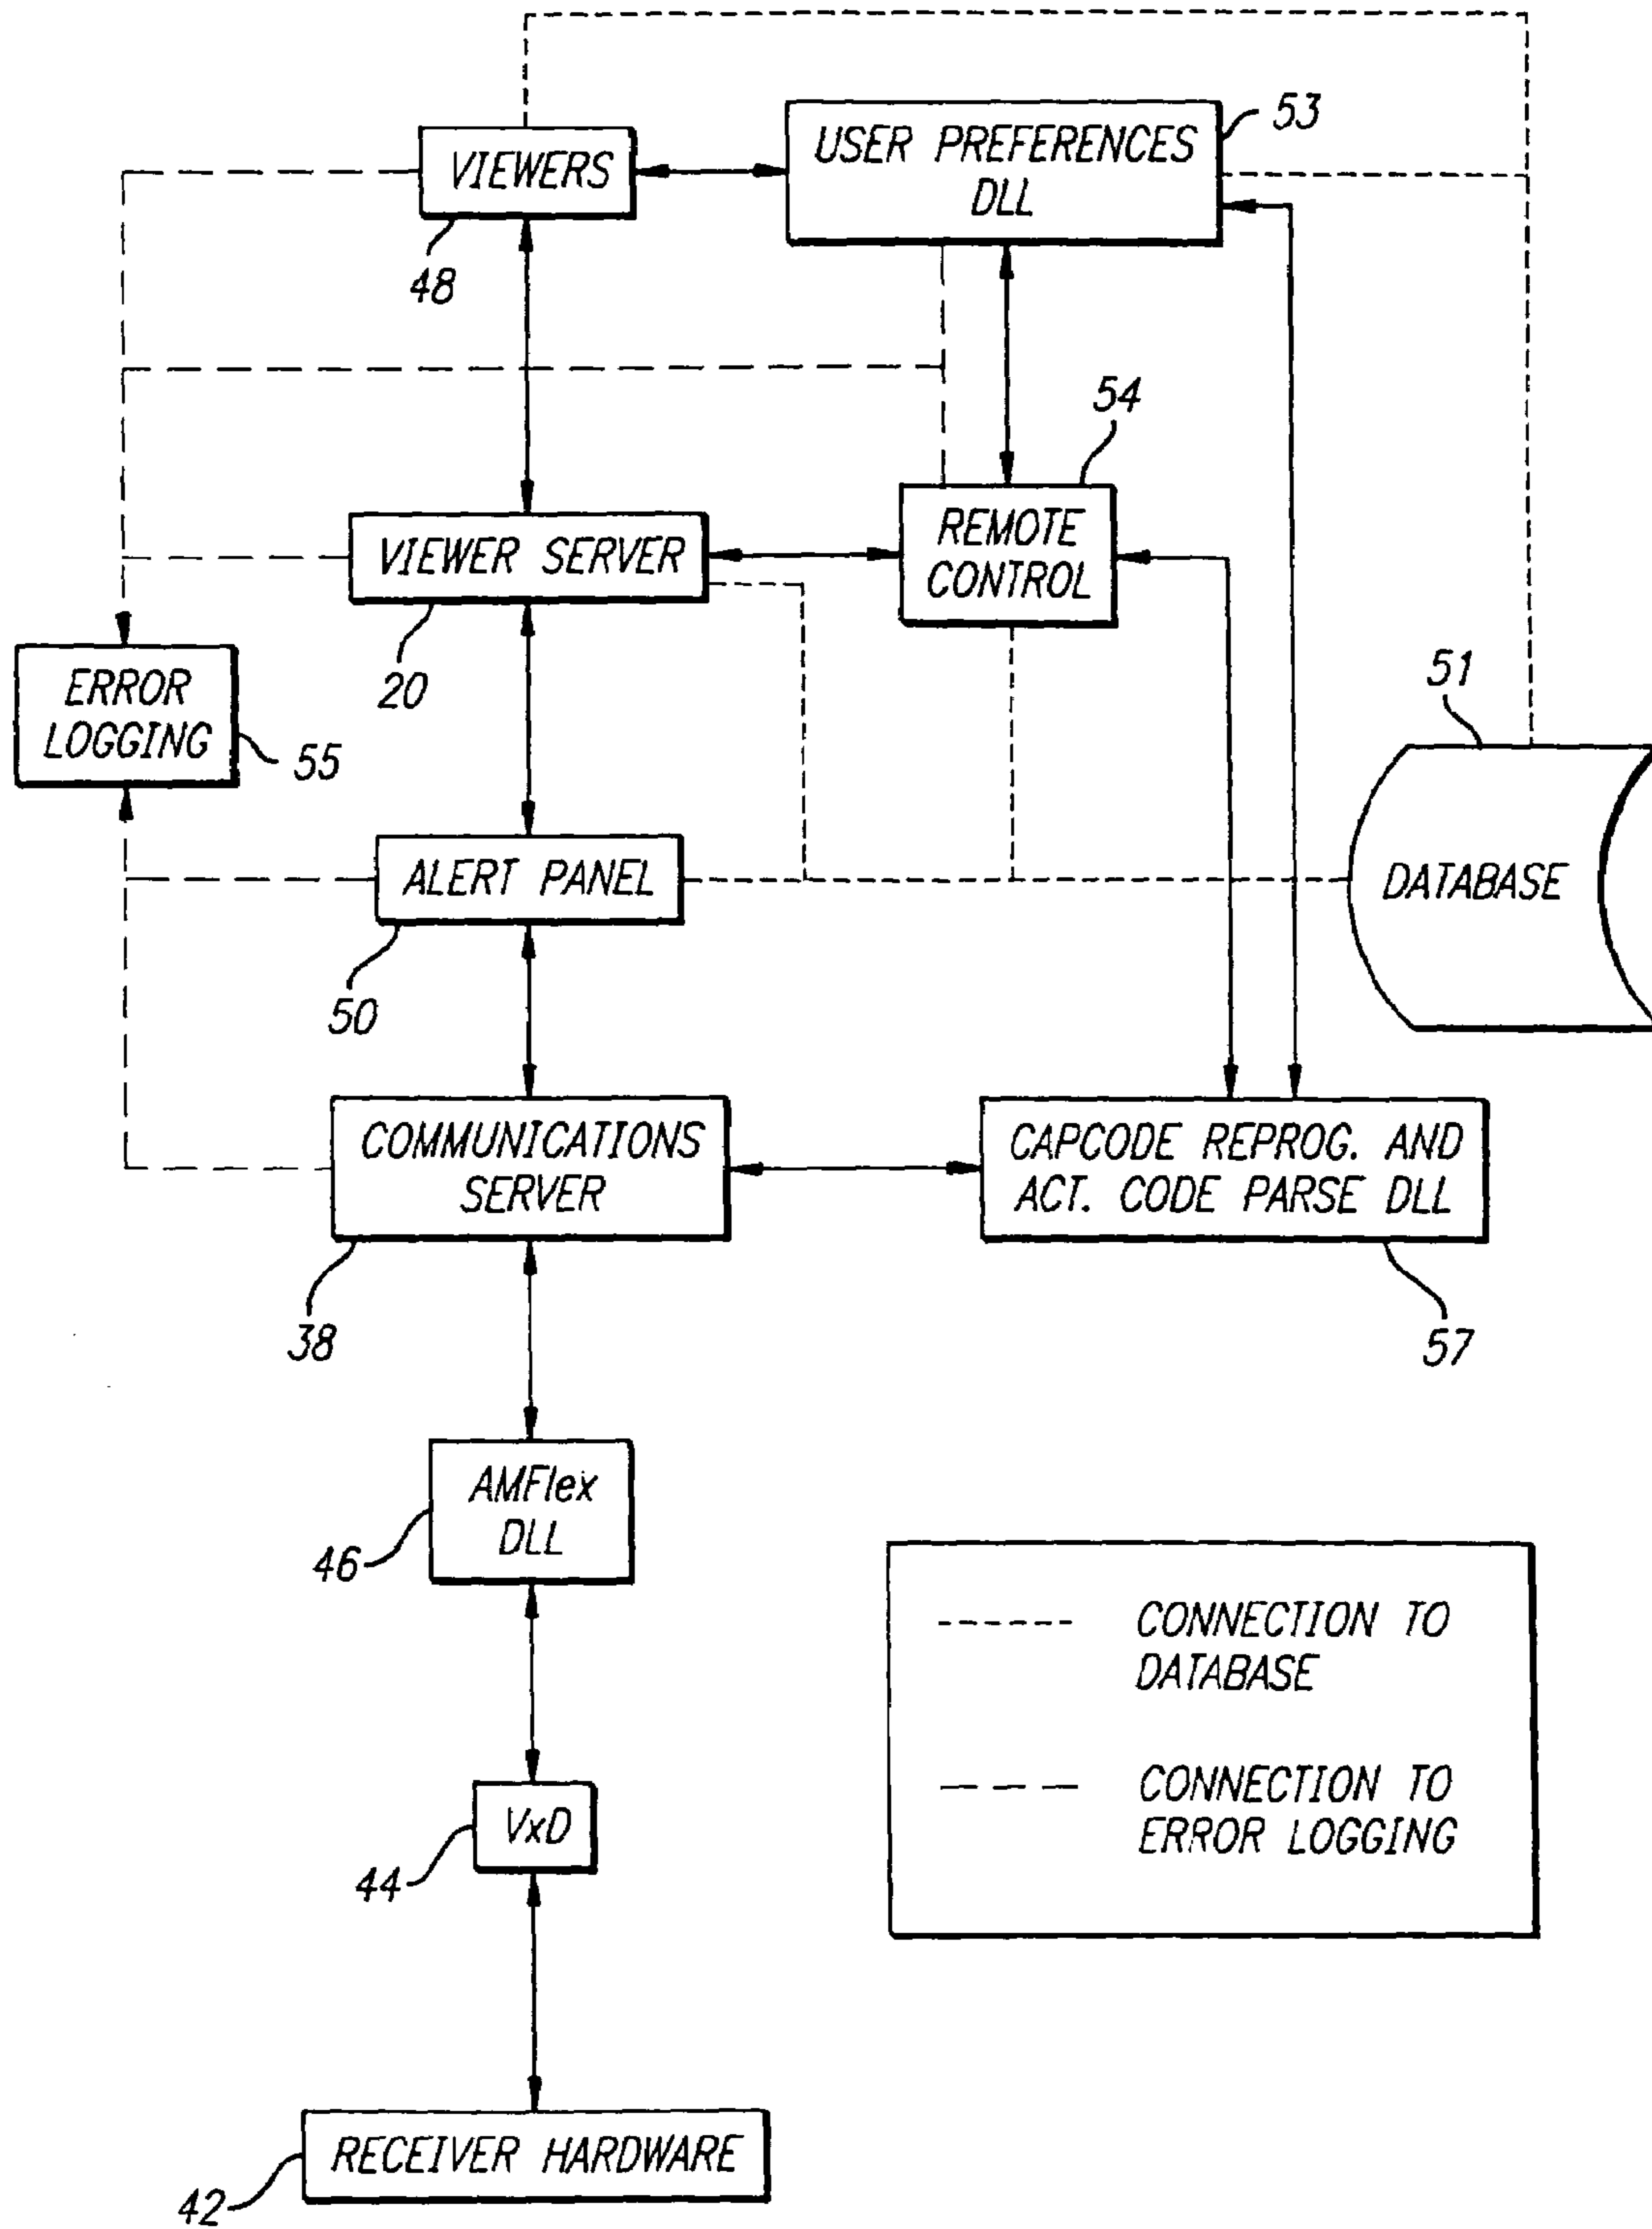 53
VIEWERS
USER PREFERENCES
DLL
48
54
VIEWER SERVER
REMOTE
CONTROL
20
51
ERROR
LOGGING
55
ALERT PANEL
DATABASE
50
COMMUNICATIONS
SERVER
CAPCODE REPROG. AND
ACT. CODE PARSE DLL
38
57
AMFlex
DLL
46
CONNECTION TO
DATABASE
CONNECTION TO
ERROR LOGGING
VxD
44
RECEIVER HARDWARE
42